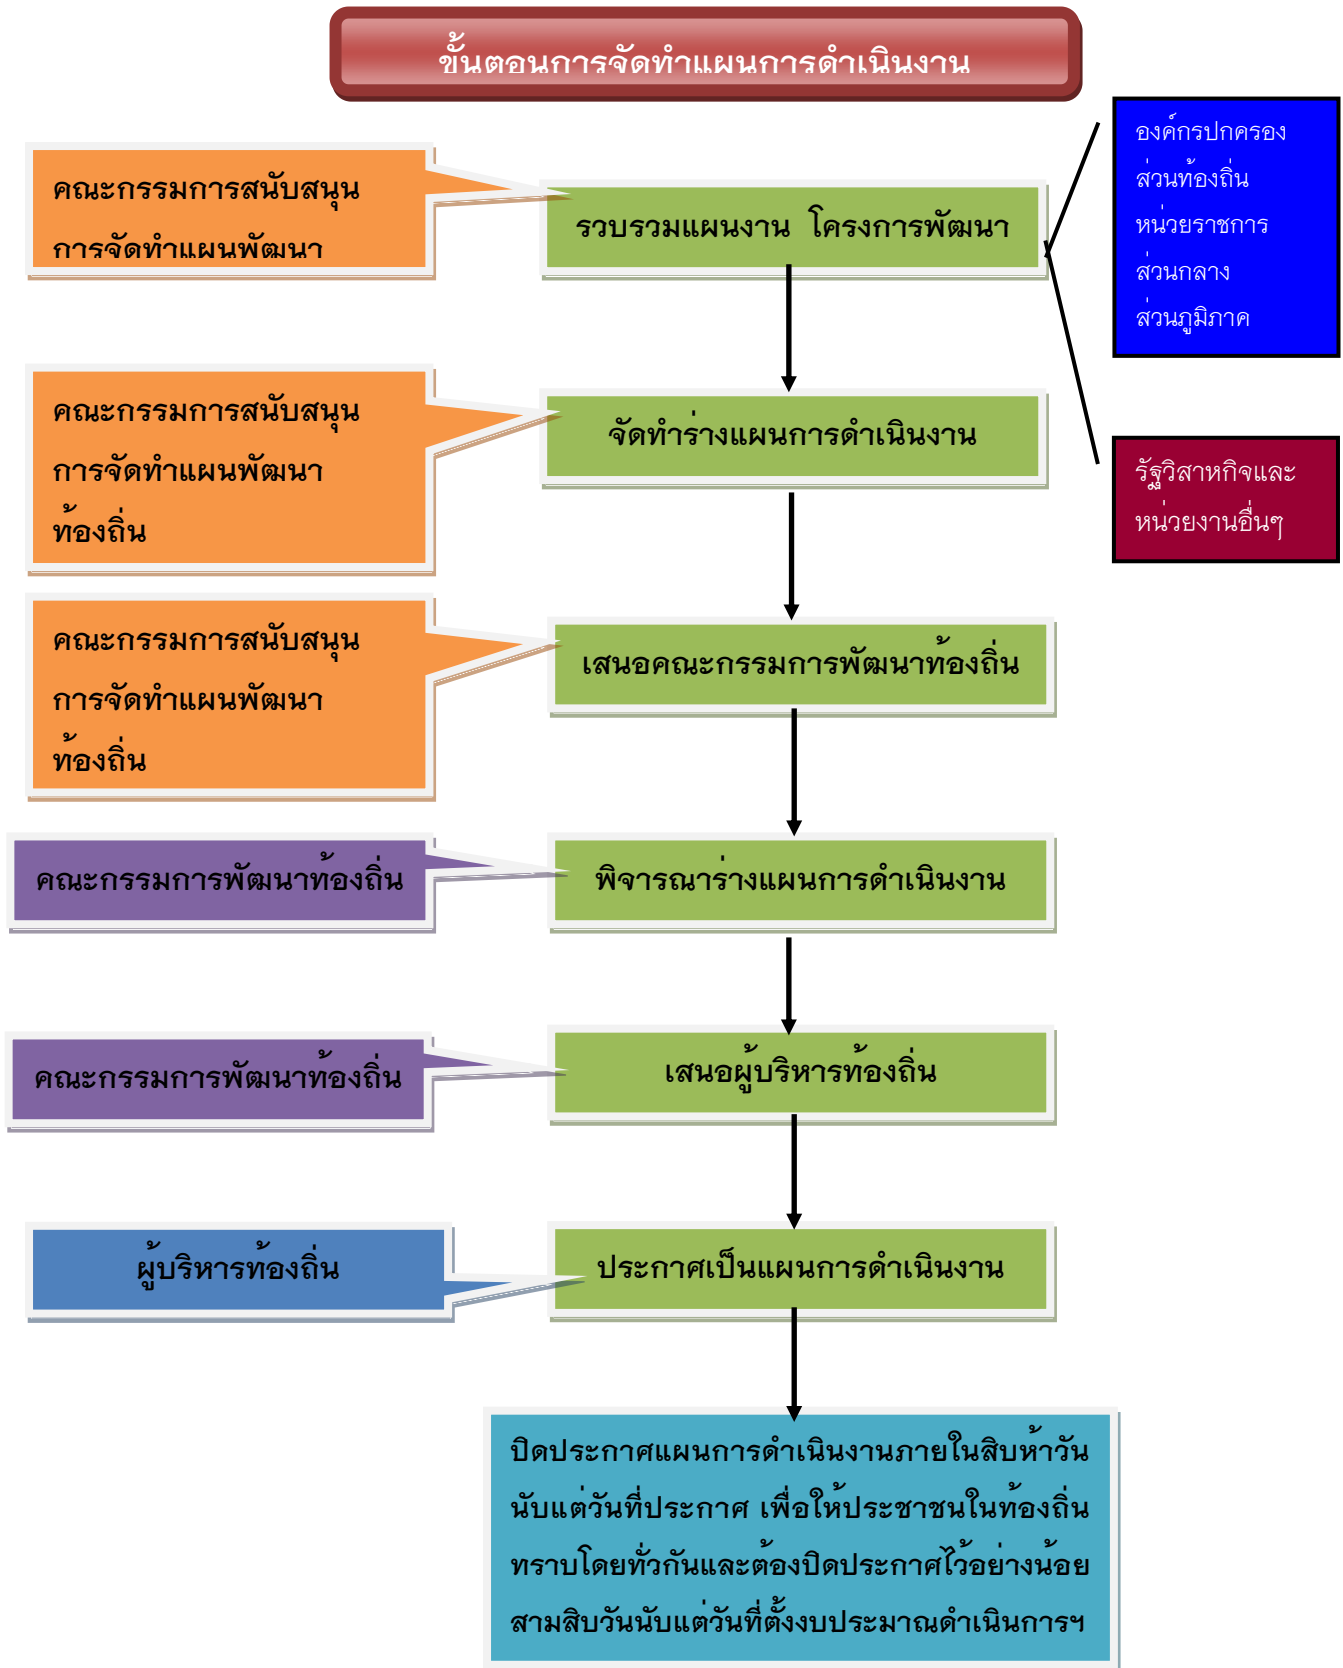 ขั้นตอนการจัดทำแผนการดำเนินงาน
องค์กรปกครอง
ส่วนท้องถิ่น
หน่วยราชการ
ส่วนกลาง
ส่วนภูมิภาค
คณะกรรมการสนับสนุน
การจัดทำแผนพัฒนา
รวบรวมแผนงาน โครงการพัฒนา
คณะกรรมการสนับสนุน
การจัดทำแผนพัฒนา
ท้องถิ่น
จัดทำร่างแผนการดำเนินงาน
รัฐวิสาหกิจและ
หน่วยงานอื่นๆ
คณะกรรมการสนับสนุน
การจัดทำแผนพัฒนา
ท้องถิ่น
เสนอคณะกรรมการพัฒนาท้องถิ่น
คณะกรรมการพัฒนาท้องถิ่น
พิจารณาร่างแผนการดำเนินงาน
คณะกรรมการพัฒนาท้องถิ่น
เสนอผู้บริหารท้องถิ่น
ผู้บริหารท้องถิ่น
ประกาศเป็นแผนการดำเนินงาน
ปิดประกาศแผนการดำเนินงานภายในสิบห้าวัน
นับแต่วันที่ประกาศ เพื่อให้ประชาชนในท้องถิ่น
ทราบโดยทั่วกันและต้องปิดประกาศไว้อย่างน้อย
สามสิบวันนับแต่วันที่ตั้งงบประมาณดำเนินการฯ